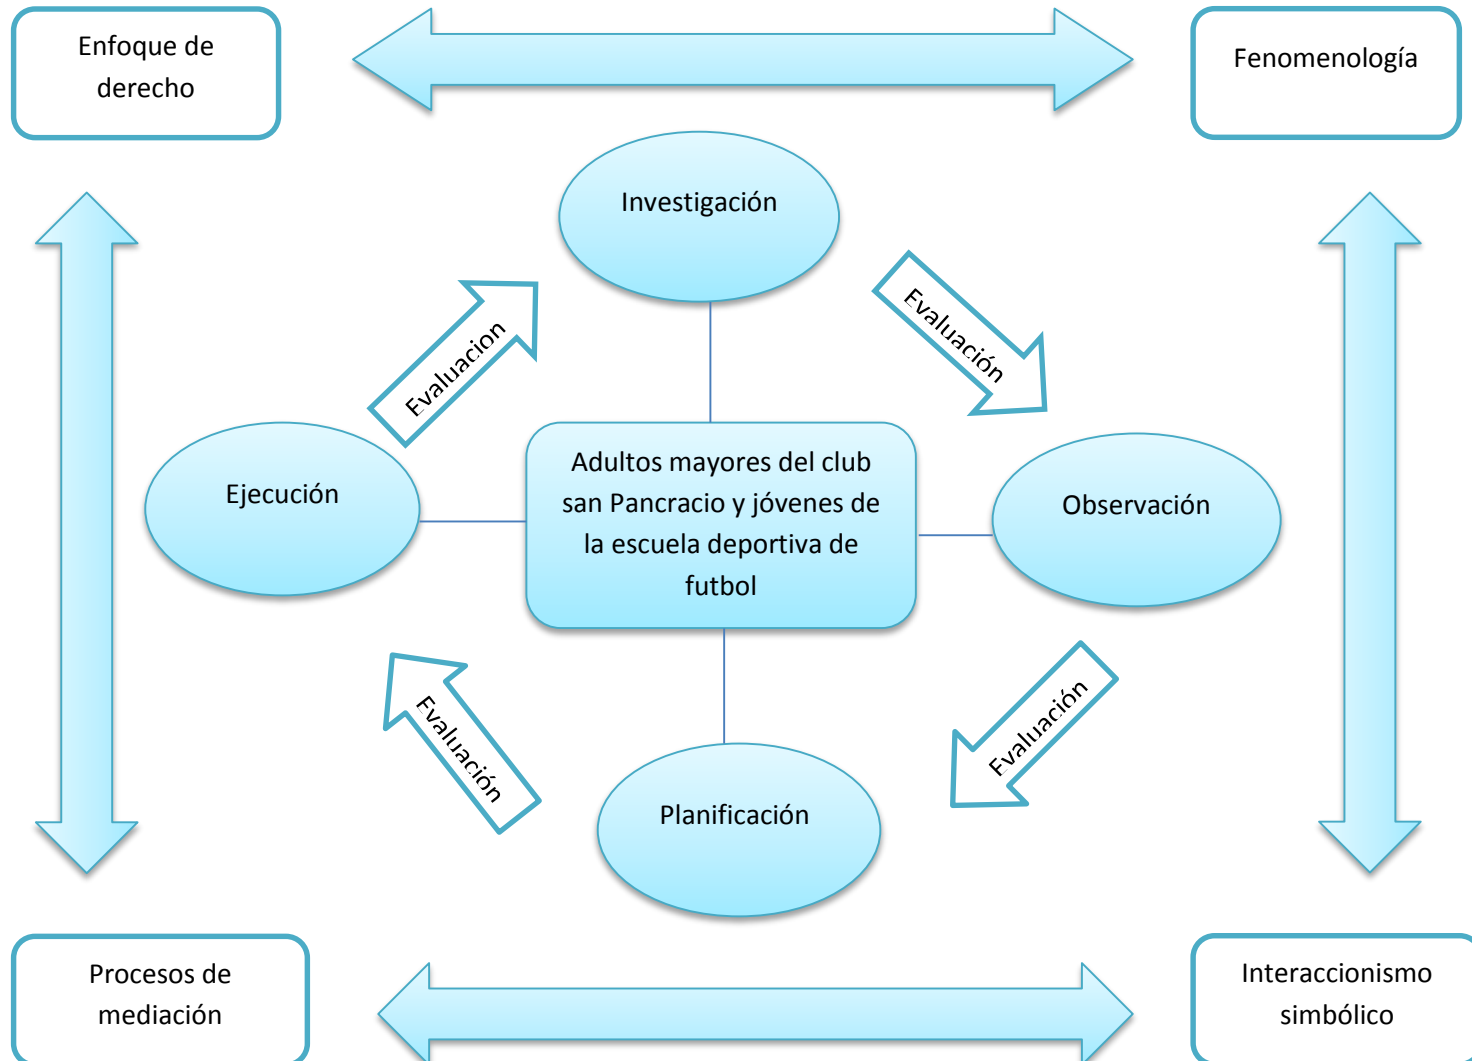 Enfoque de
derecho
Fenomenología
Investigación
Evaluacion
Evaluación
Ejecución
Adultos mayores del club
san Pancracio y jóvenes de
la escuela deportiva de
futbol
Observación
Evaluación
Evaluación
Planificación
Procesos de
mediación
Interaccionismo
simbólico